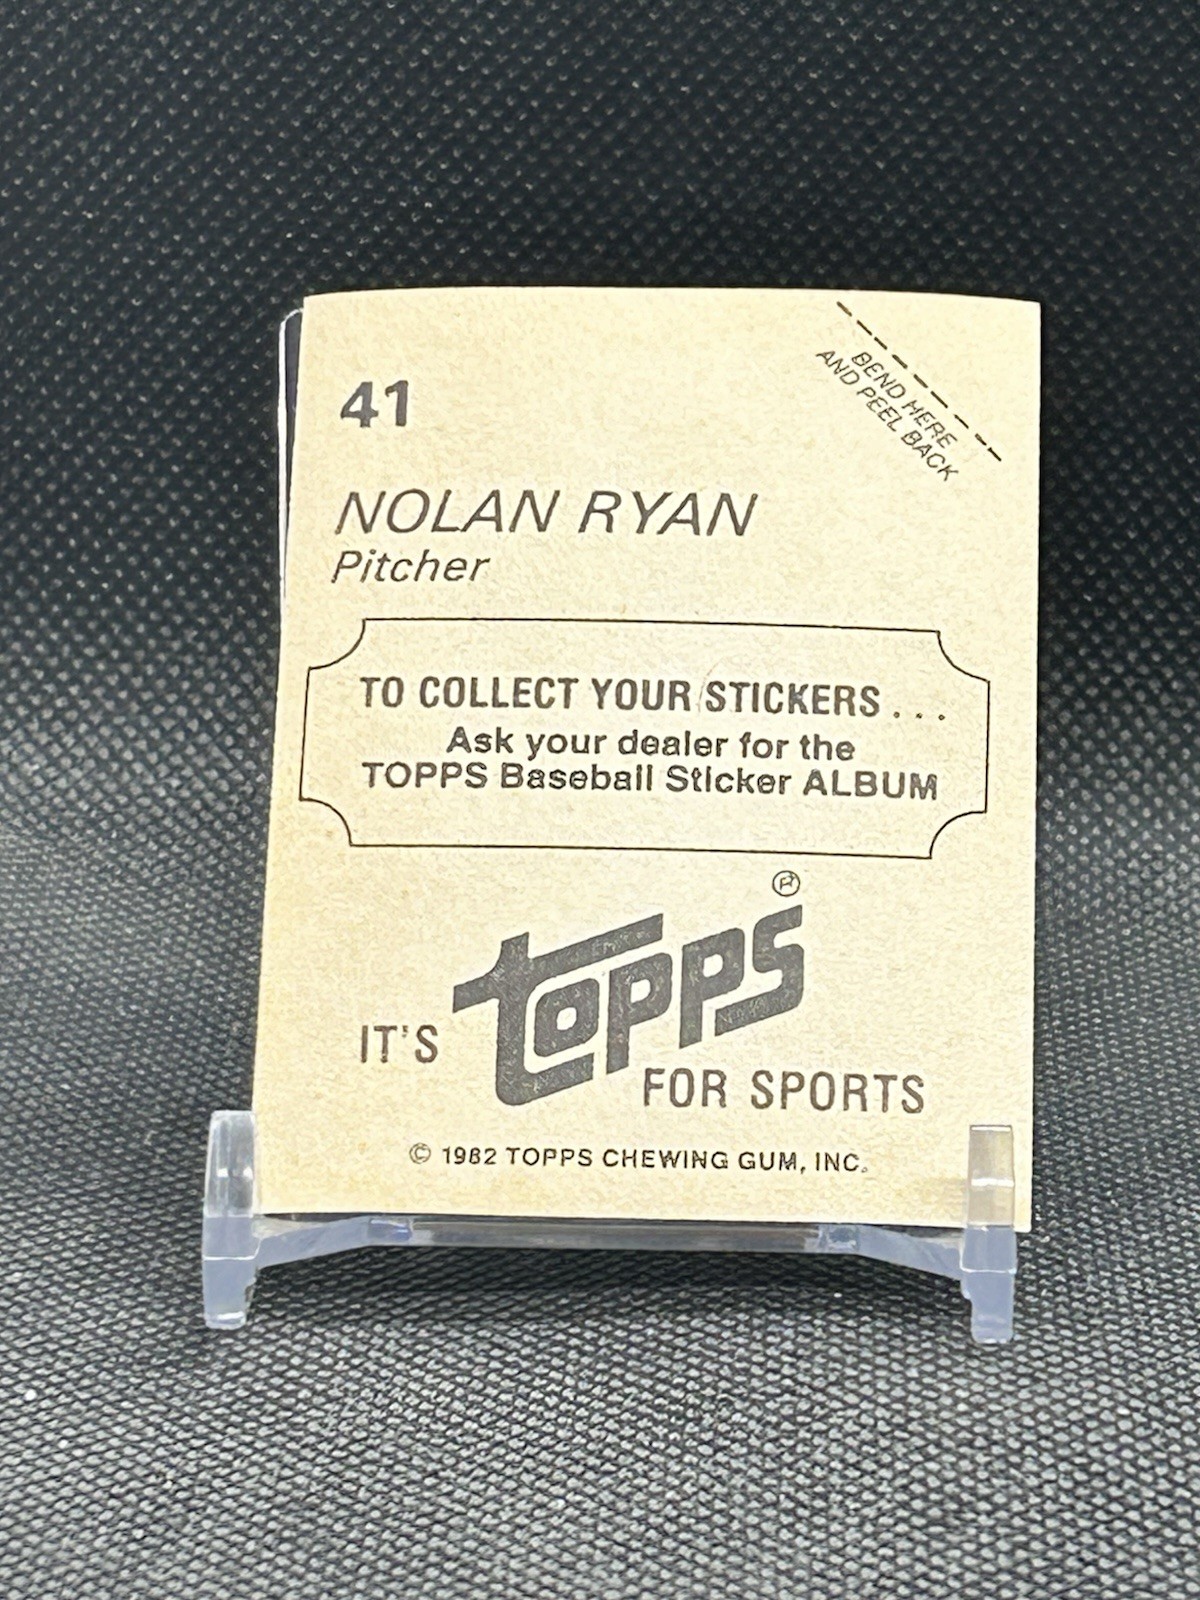 41
BEND HERE
AND PEEL BACK
NOLAN RYAN
Pitcher
TO COLLECT YOUR STICKERS . . .
Ask your dealer for the
TOPPS Baseball Sticker ALBUM
IT'S TOPPS®
FOR SPORTS
© 1982 TOPPS CHEWING GUM, INC.